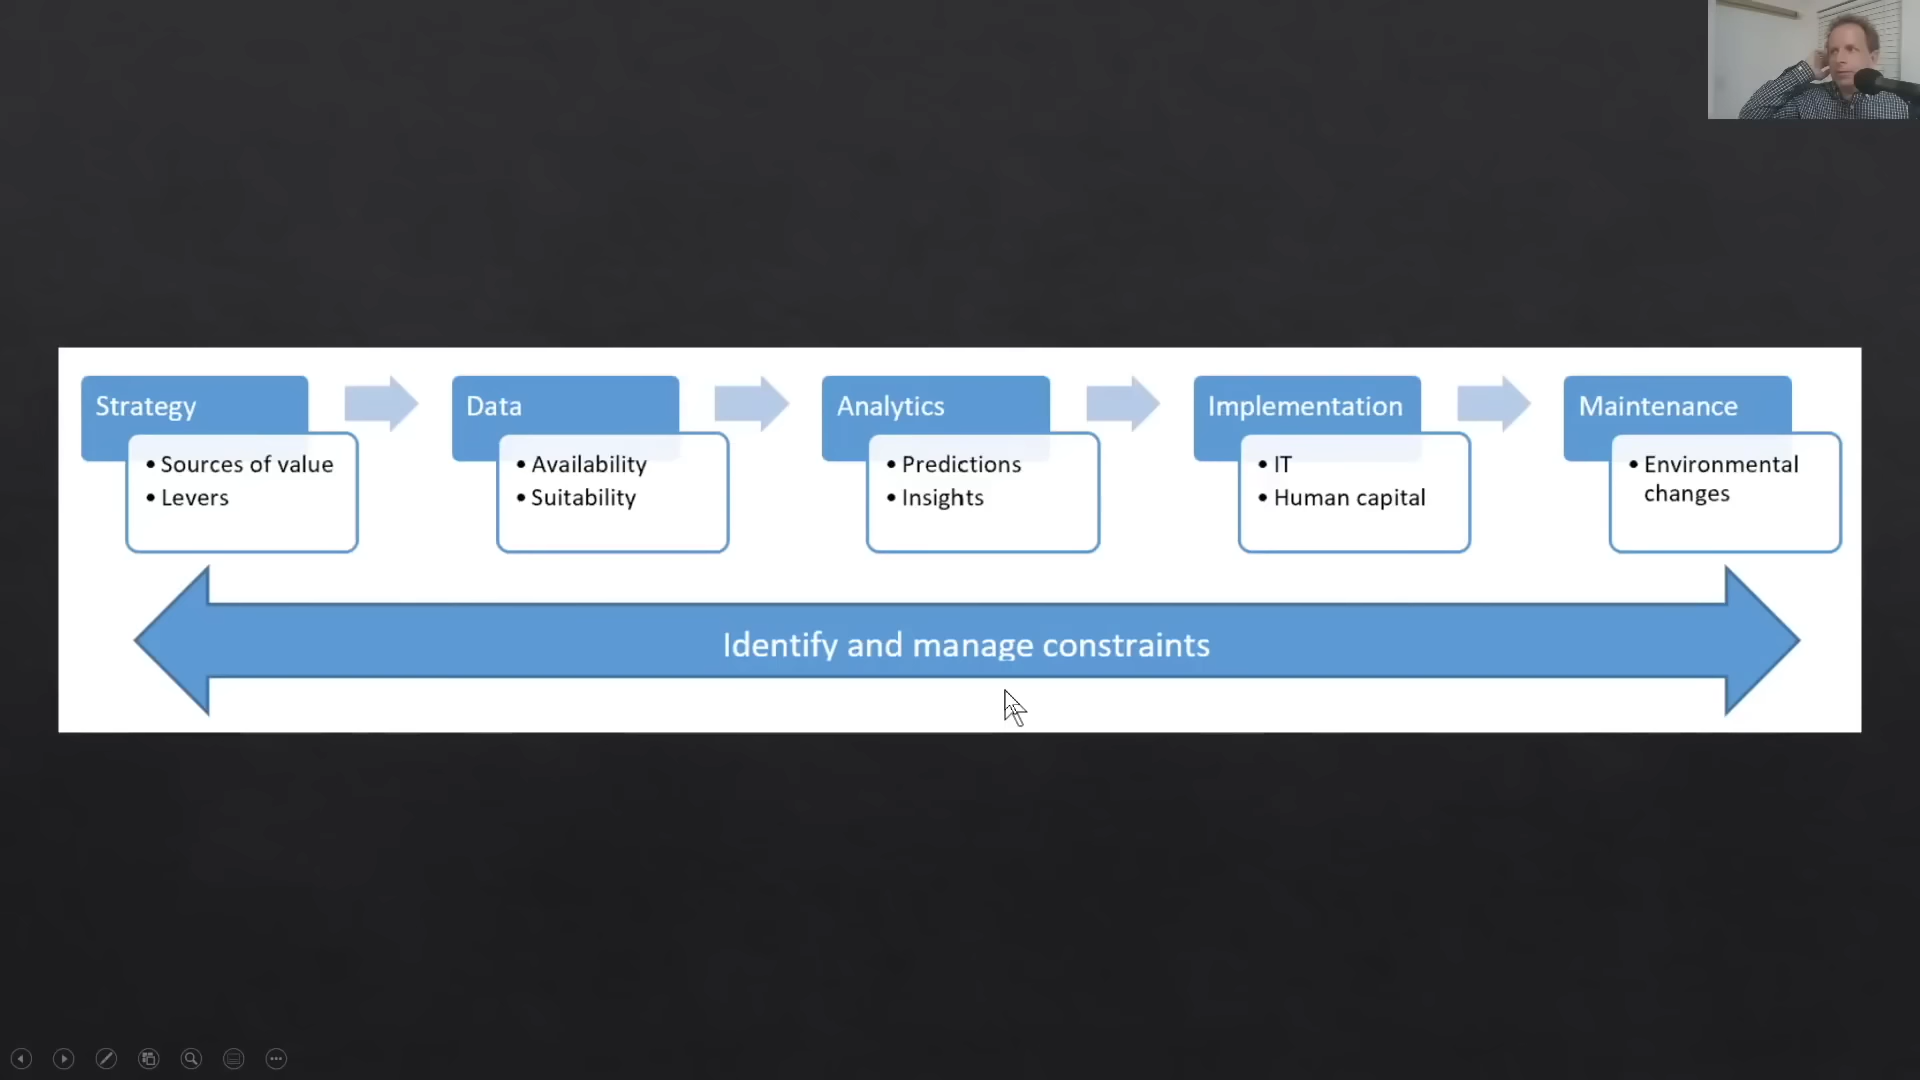 Strategy
• Sources of value
• Levers
Data
• Availability
• Suitability
Analytics
• Predictions
• Insights
Implementation
• IT
• Human capital
Maintenance
• Environmental
changes
Identify and manage constraints